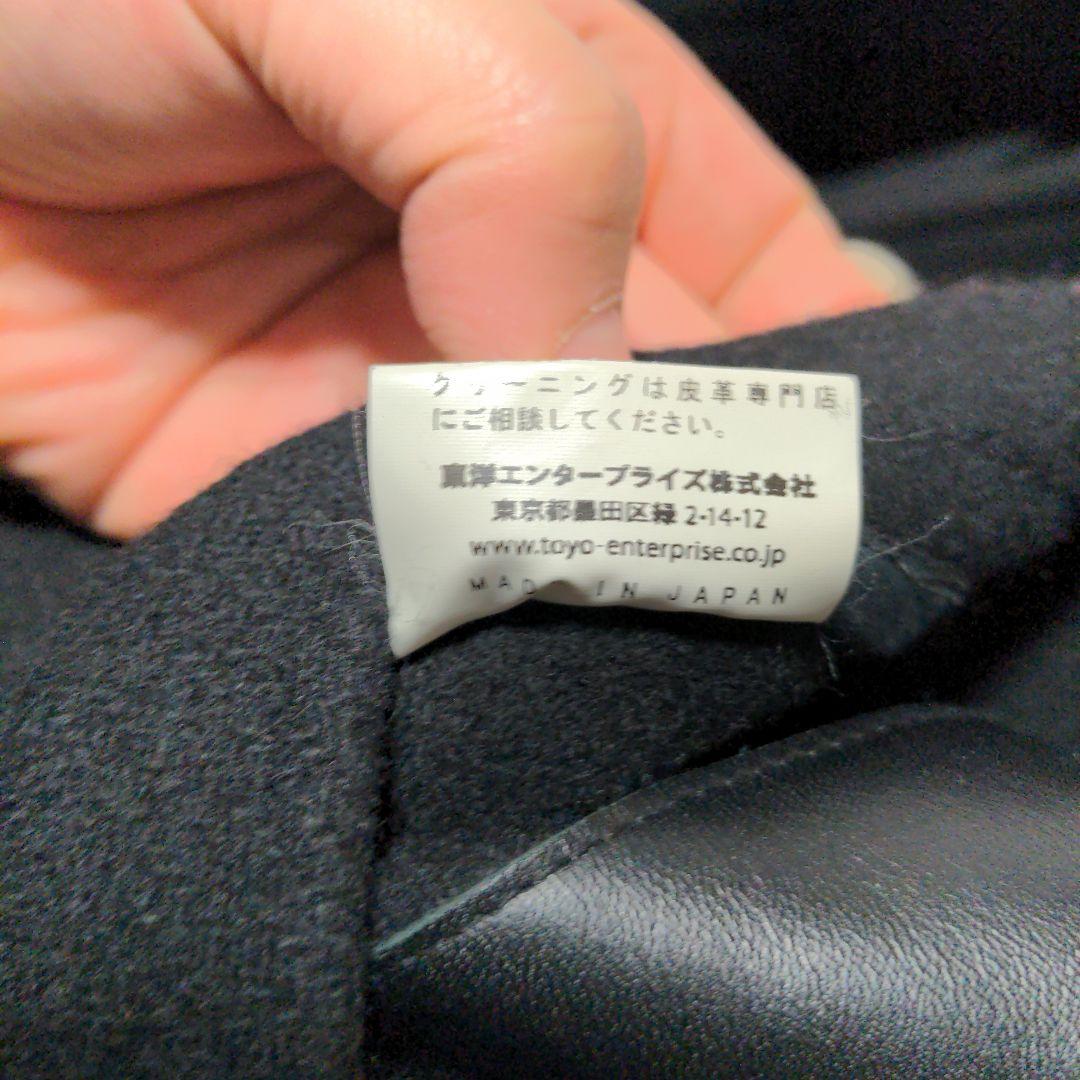 クリーニングは皮革専門店
にご相談してください。
東洋エンタープライズ株式会社
東京都墨田区緑 2-14-12
www.toyo-enterprise.co.jp
MADE IN JAPAN